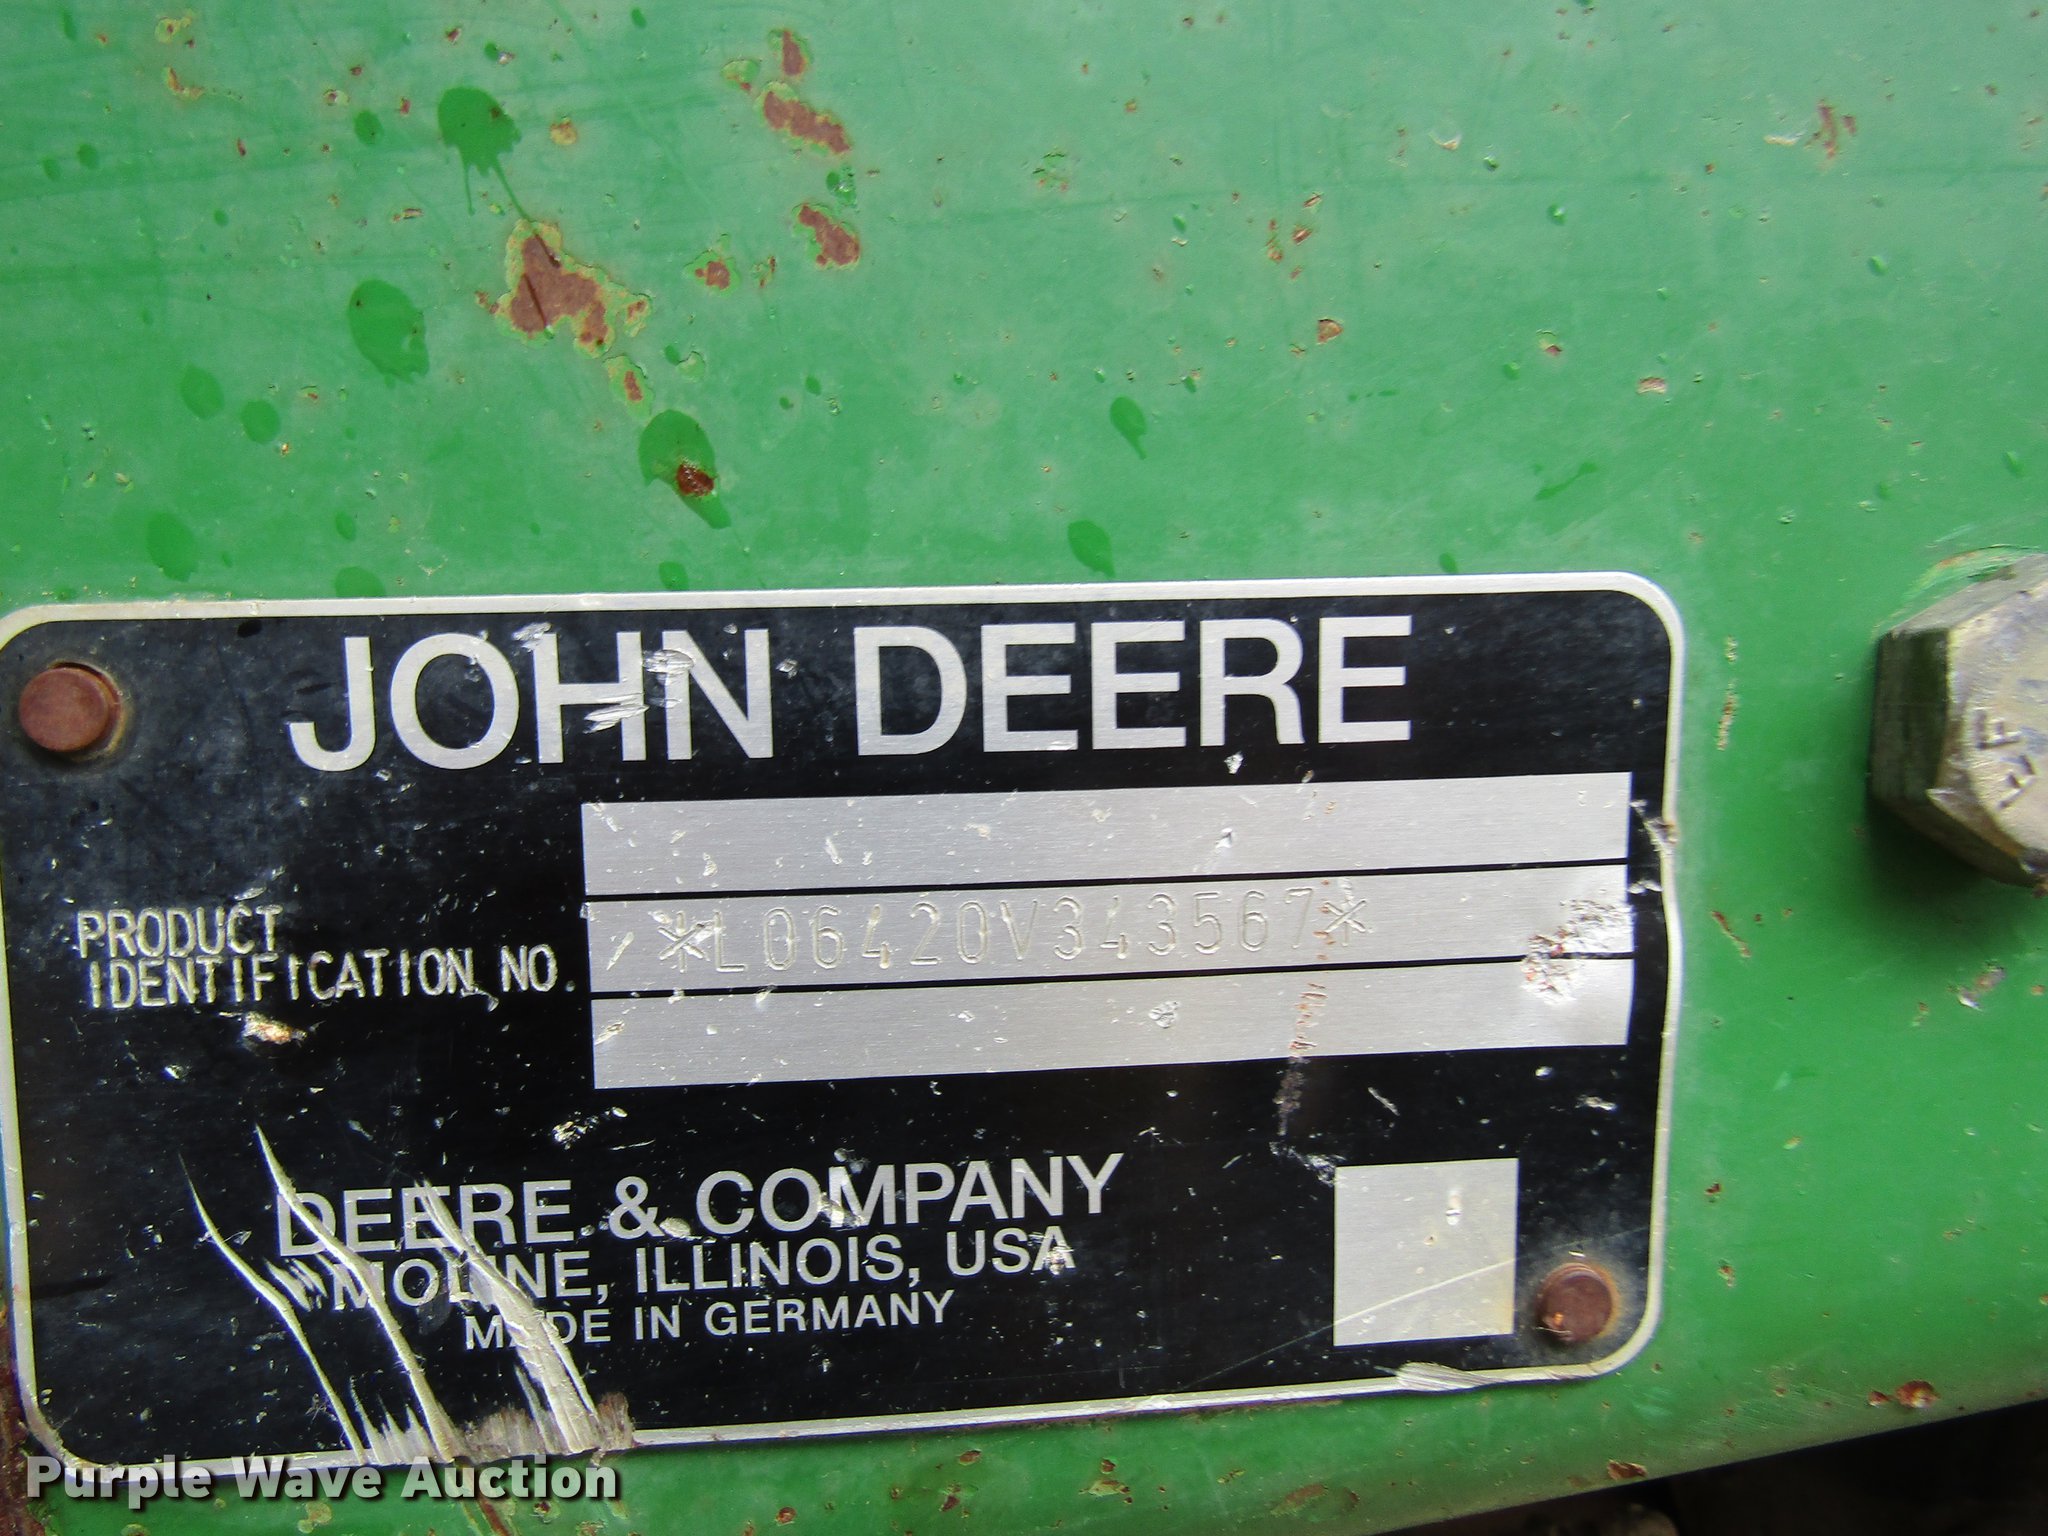 JOHN DEERE
PRODUCT
IDENTIFICATION NO.
*L06420V343567*
DEERE & COMPANY
MOLINE, ILLINOIS, USA
MADE IN GERMANY
Purple Wave Auction